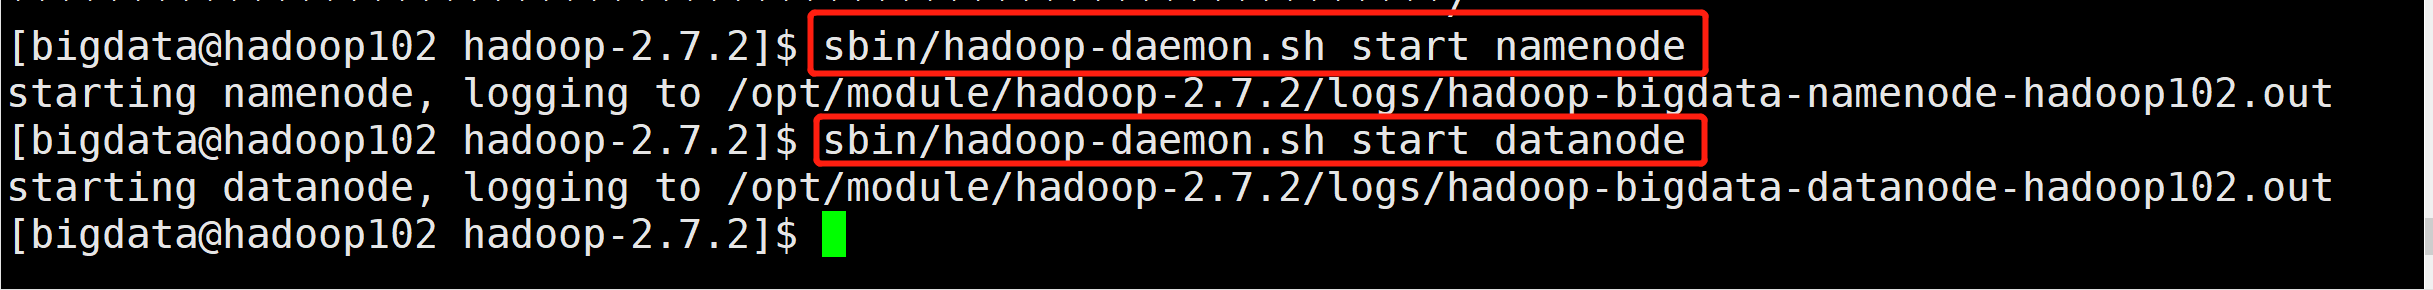 [bigdata@hadoop102 hadoop-2.7.2]$ sbin/hadoop-daemon.sh start namenode
starting namenode, logging to /opt/module/hadoop-2.7.2/logs/hadoop-bigdata-namenode-hadoop102.out
[bigdata@hadoop102 hadoop-2.7.2]$ sbin/hadoop-daemon.sh start datanode
starting datanode, logging to /opt/module/hadoop-2.7.2/logs/hadoop-bigdata-datanode-hadoop102.out
[bigdata@hadoop102 hadoop-2.7.2]$